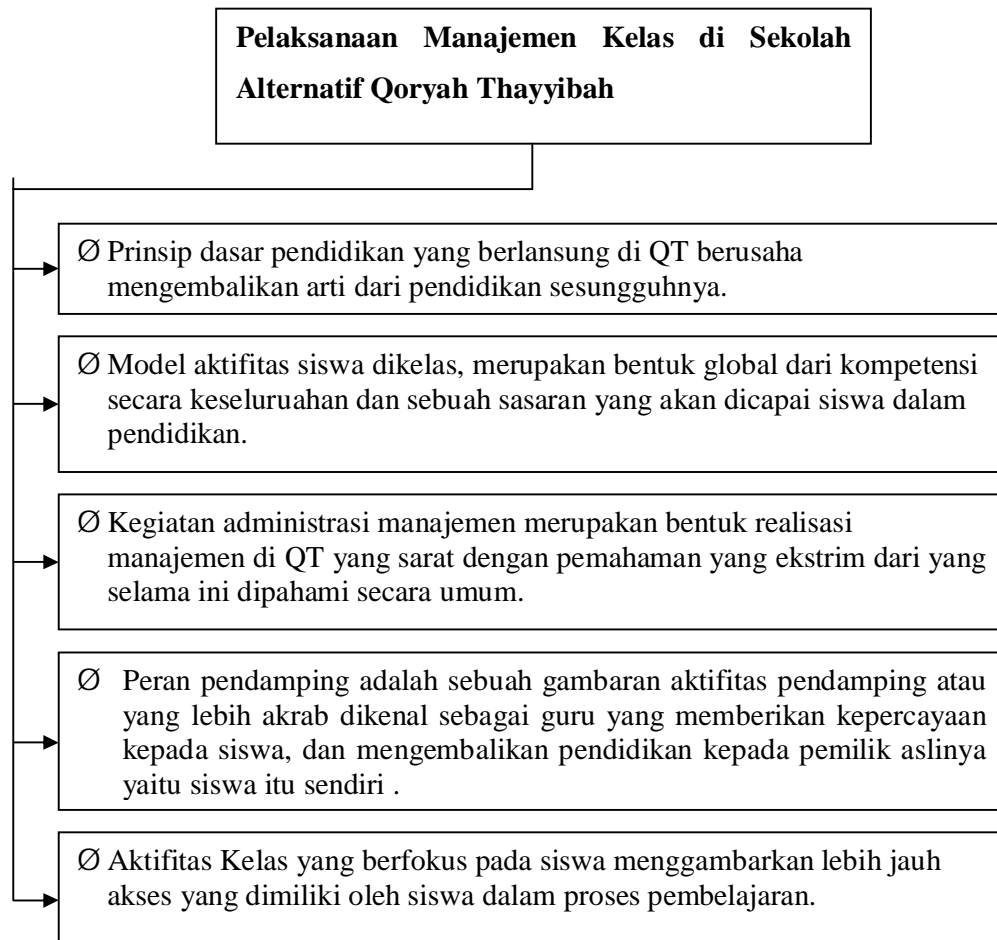 Pelaksanaan Manajemen Kelas di Sekolah
Alternatif Qoryah Thayyibah
Ø Prinsip dasar pendidikan yang berlansung di QT berusaha
mengembalikan arti dari pendidikan sesungguhnya.
Ø Model aktifitas siswa dikelas, merupakan bentuk global dari kompetensi
secara keseluruahan dan sebuah sasaran yang akan dicapai siswa dalam
pendidikan.
Ø Kegiatan administrasi manajemen merupakan bentuk realisasi
manajemen di QT yang sarat dengan pemahaman yang ekstrim dari yang
selama ini dipahami secara umum.
Ø Peran pendamping adalah sebuah gambaran aktifitas pendamping atau
yang lebih akrab dikenal sebagai guru yang memberikan kepercayaan
kepada siswa, dan mengembalikan pendidikan kepada pemilik aslinya
yaitu siswa itu sendiri .
Ø Aktifitas Kelas yang berfokus pada siswa menggambarkan lebih jauh
akses yang dimiliki oleh siswa dalam proses pembelajaran.